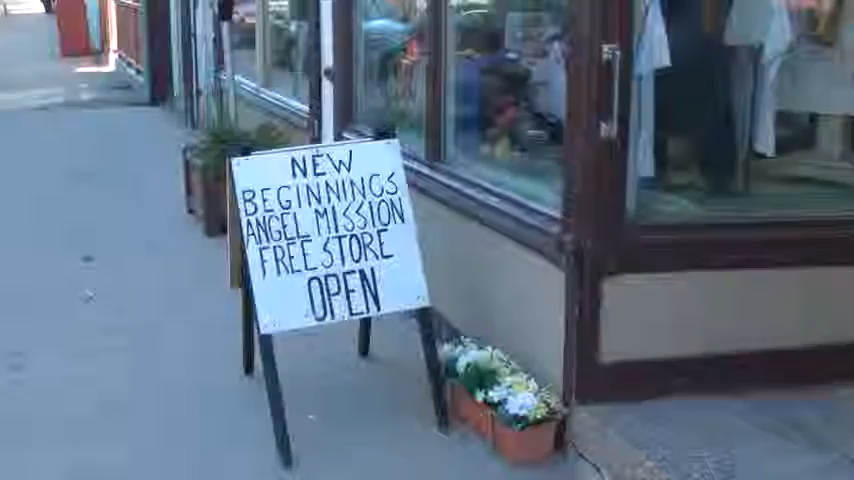 NEW
BEGINNINGS
ANGEL MISSION
FREE STORE
OPEN